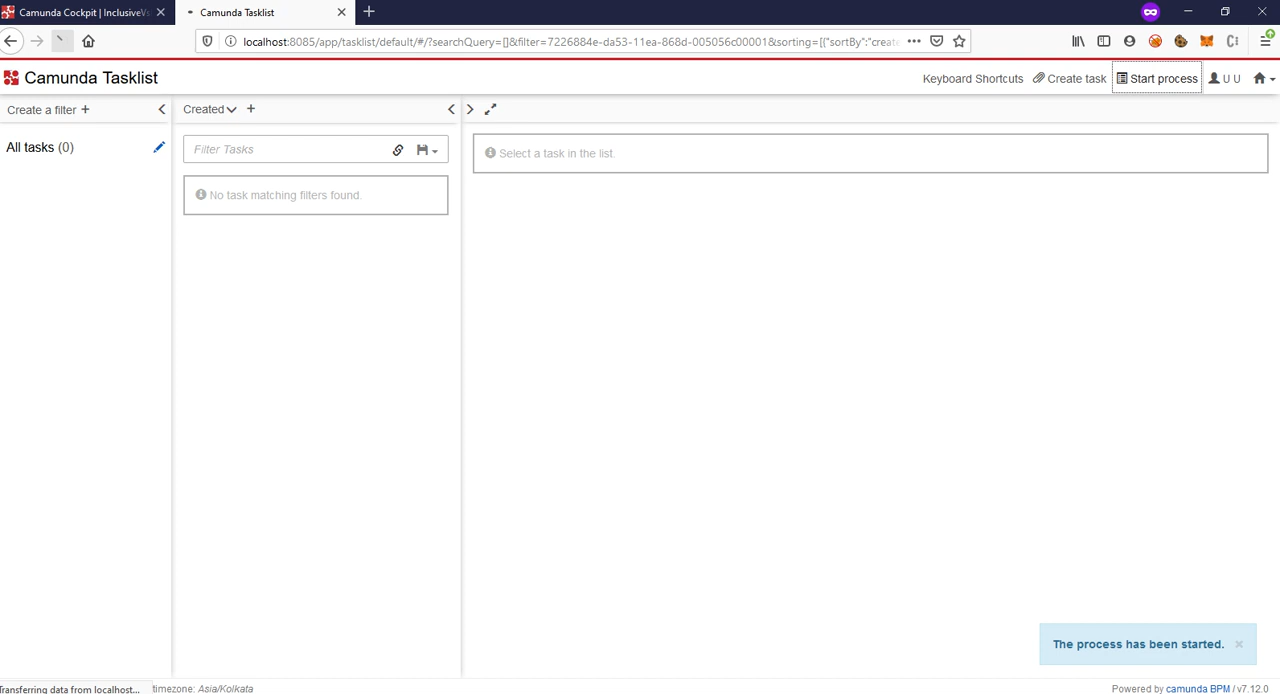 Camunda Cockpit | InclusiveVs
Camunda Tasklist
localhost:8085/app/tasklist/default/#/?searchQuery=[]&filter=7226884e-da53-11ea-868d-005056c00001&sorting=[{"sortBy":"create
Camunda Tasklist
Keyboard Shortcuts Create task Start process U U
Create a filter +
Created +
All tasks (0)
Filter Tasks
Select a task in the list.
No task matching filters found.
The process has been started. ×
Transferring data from localhost...
timezone: Asia/Kolkata
Powered by camunda BPM / v7.12.0